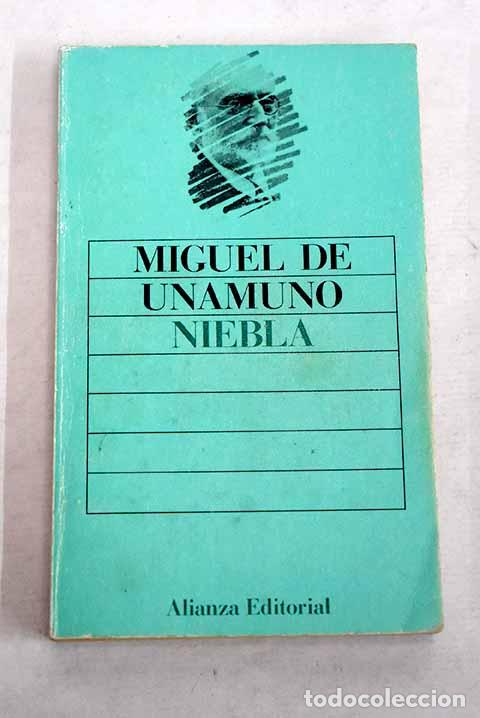 MIGUEL DE
UNAMUNO
NIEBLA
Alianza Editorial
todocoleccion